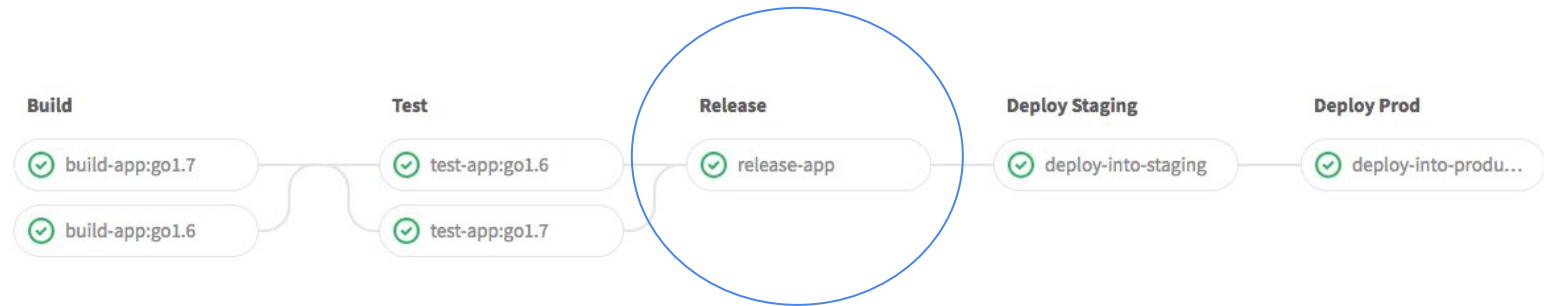 Build
Test
Release
Deploy Staging
Deploy Prod
build-app:go1.7
test-app:go1.6
release-app
deploy-into-staging
deploy-into-produ...
build-app:go1.6
test-app:go1.7